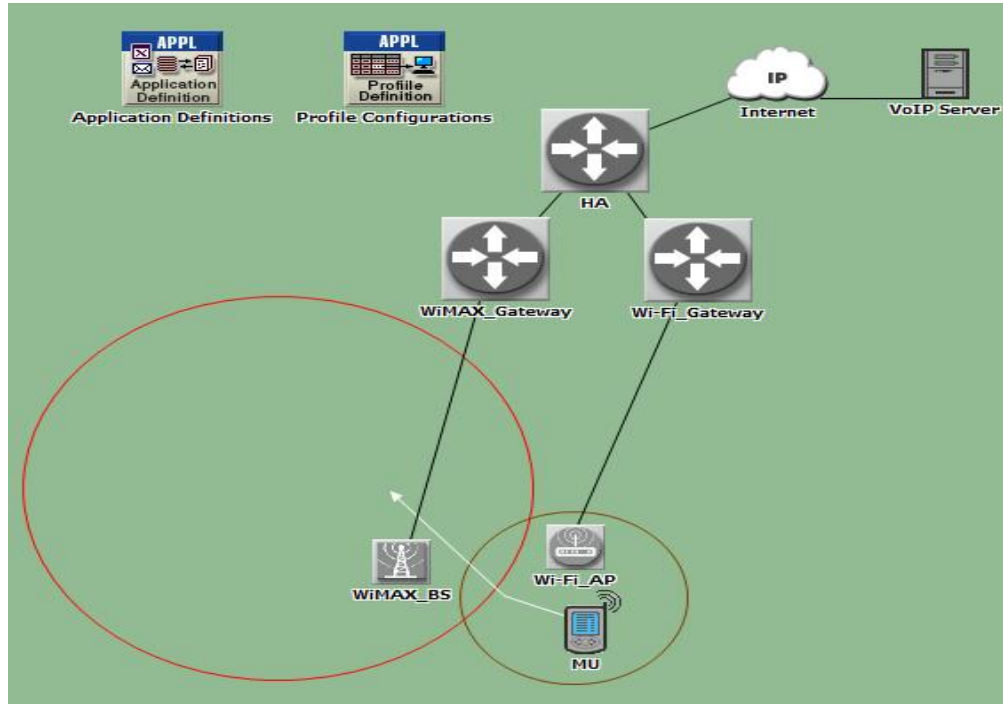 APPL
Application
Definition
Application Definitions
APPL
Profile
Definition
Profile Configurations
IP
Internet
VoIP Server
HA
WiMAX_Gateway
Wi-Fi_Gateway
WiMAX_BS
Wi-Fi_AP
MU